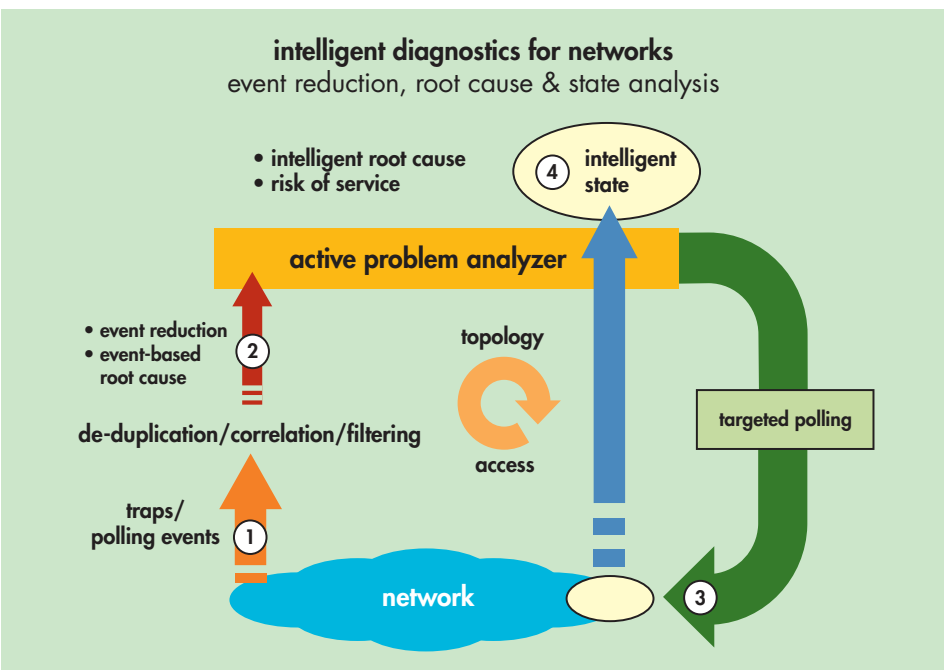 intelligent diagnostics for networks
event reduction, root cause & state analysis
• intelligent root cause
• risk of service
4
intelligent
state
active problem analyzer
• event reduction
• event-based
root cause
2
topology
access
targeted polling
de-duplication/correlation/filtering
traps/
polling events
1
network
3